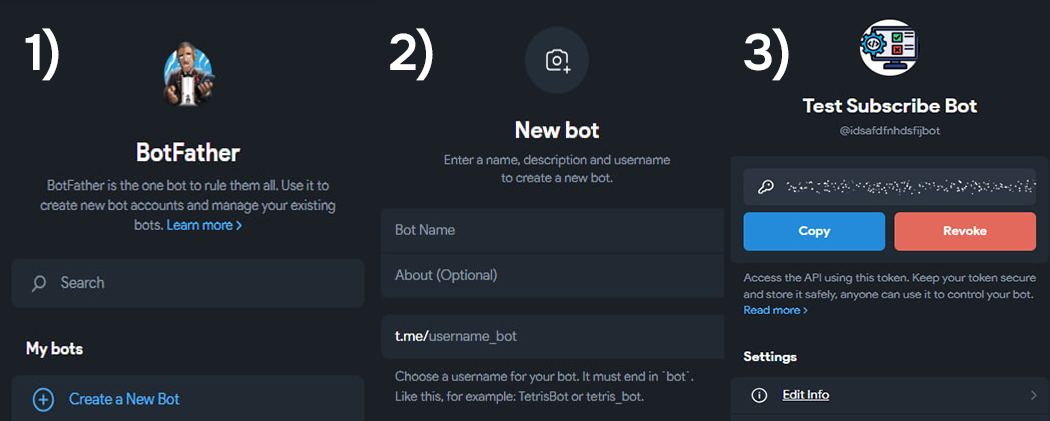 1)
BotFather
BotFather is the one bot to rule them all. Use it to
create new bot accounts and manage your existing
bots. Learn more >
Search
My bots
Create a New Bot
2)
New bot
Enter a name, description and username
to create a new bot.
Bot Name
About (Optional)
t.me/username_bot
Choose a username for your bot. It must end in `bot`.
Like this, for example: TetrisBot or tetris_bot.
3)
Test Subscribe Bot
@idsafdfnhdsfijbot
Copy
Revoke
Access the API using this token. Keep your token secure
and store it safely, anyone can use it to control your bot.
Read more >
Settings
Edit Info